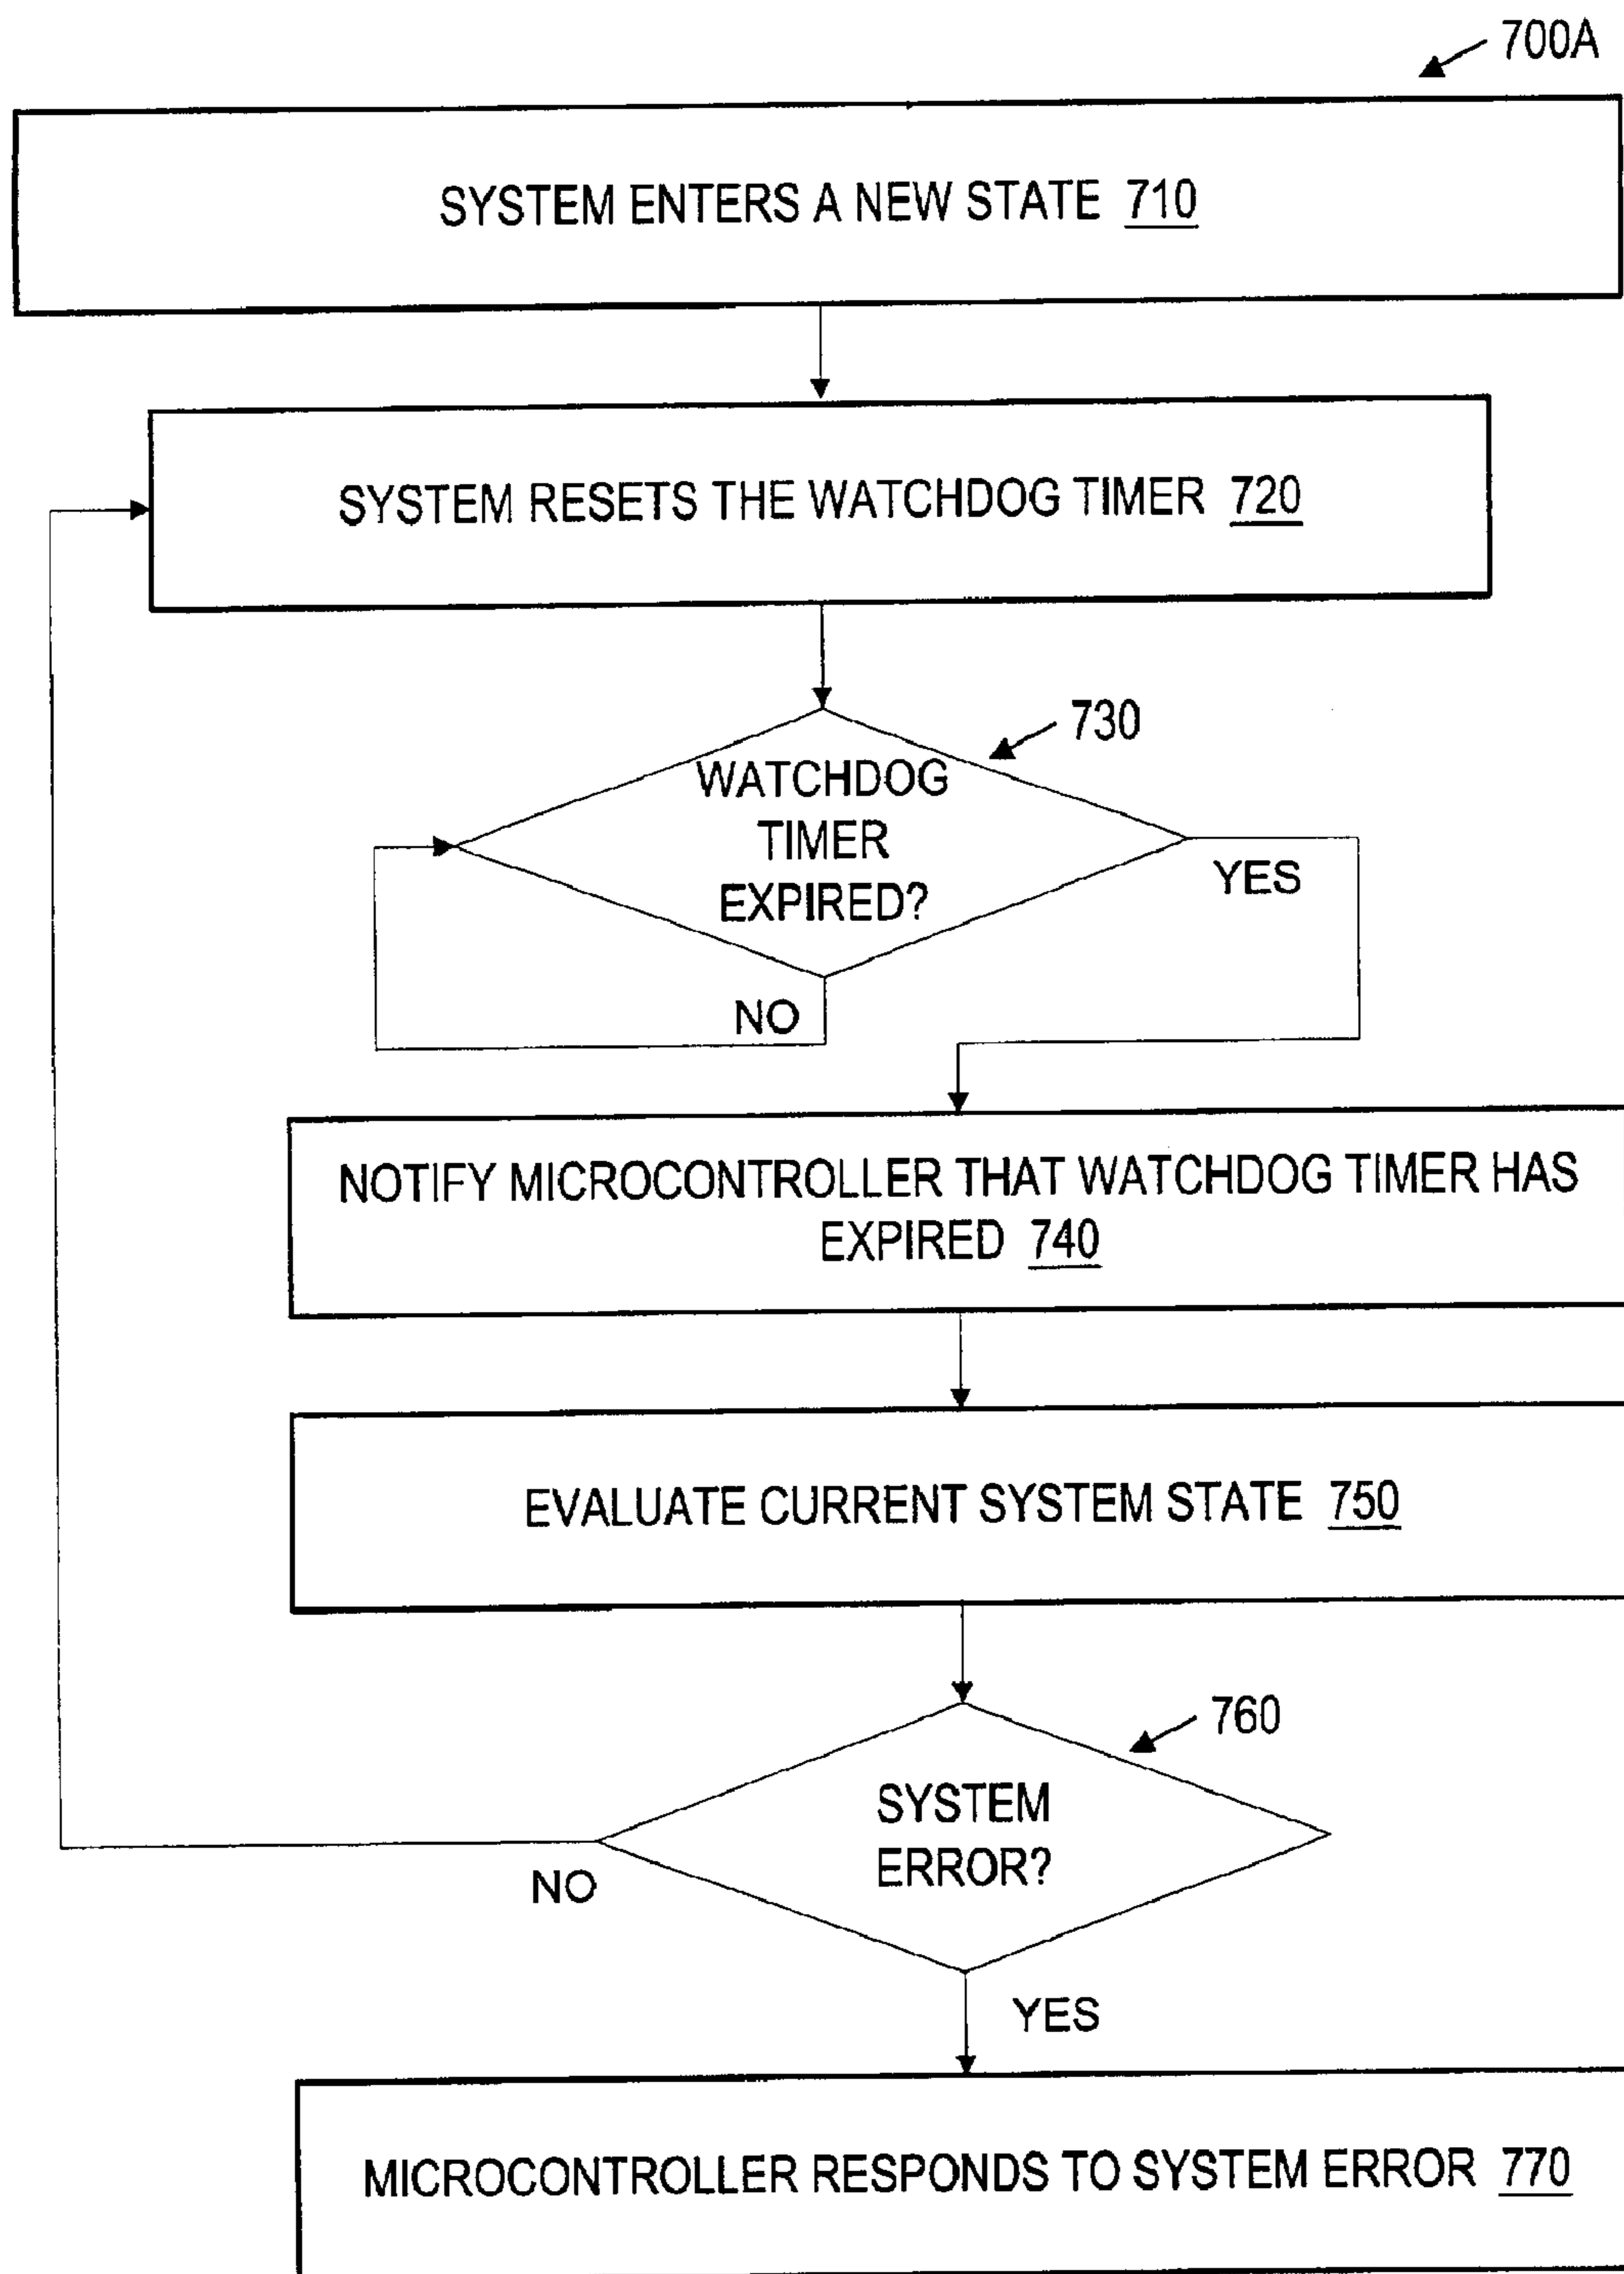 700A
SYSTEM ENTERS A NEW STATE 710
SYSTEM RESETS THE WATCHDOG TIMER 720
730
WATCHDOG
TIMER
EXPIRED?
YES
NO
NOTIFY MICROCONTROLLER THAT WATCHDOG TIMER HAS
EXPIRED 740
EVALUATE CURRENT SYSTEM STATE 750
760
SYSTEM
ERROR?
NO
YES
MICROCONTROLLER RESPONDS TO SYSTEM ERROR 770